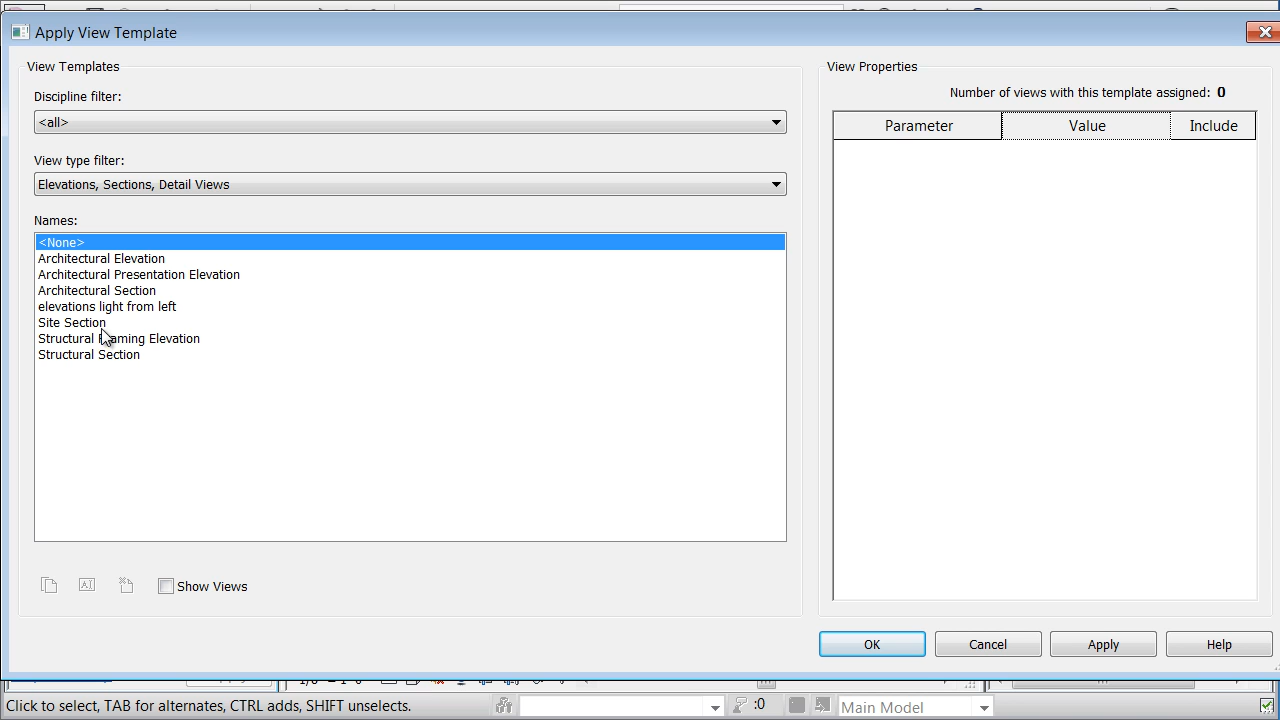 Apply View Template
View Templates
Discipline filter:
<all>
View type filter:
Elevations, Sections, Detail Views
Names:
<None>
Architectural Elevation
Architectural Presentation Elevation
Architectural Section
elevations light from left
Site Section
Structural Framing Elevation
Structural Section
Show Views
View Properties
Number of views with this template assigned: 0
Parameter Value Include
OK Cancel Apply Help
Click to select, TAB for alternates, CTRL adds, SHIFT unselects.
:0
Main Model